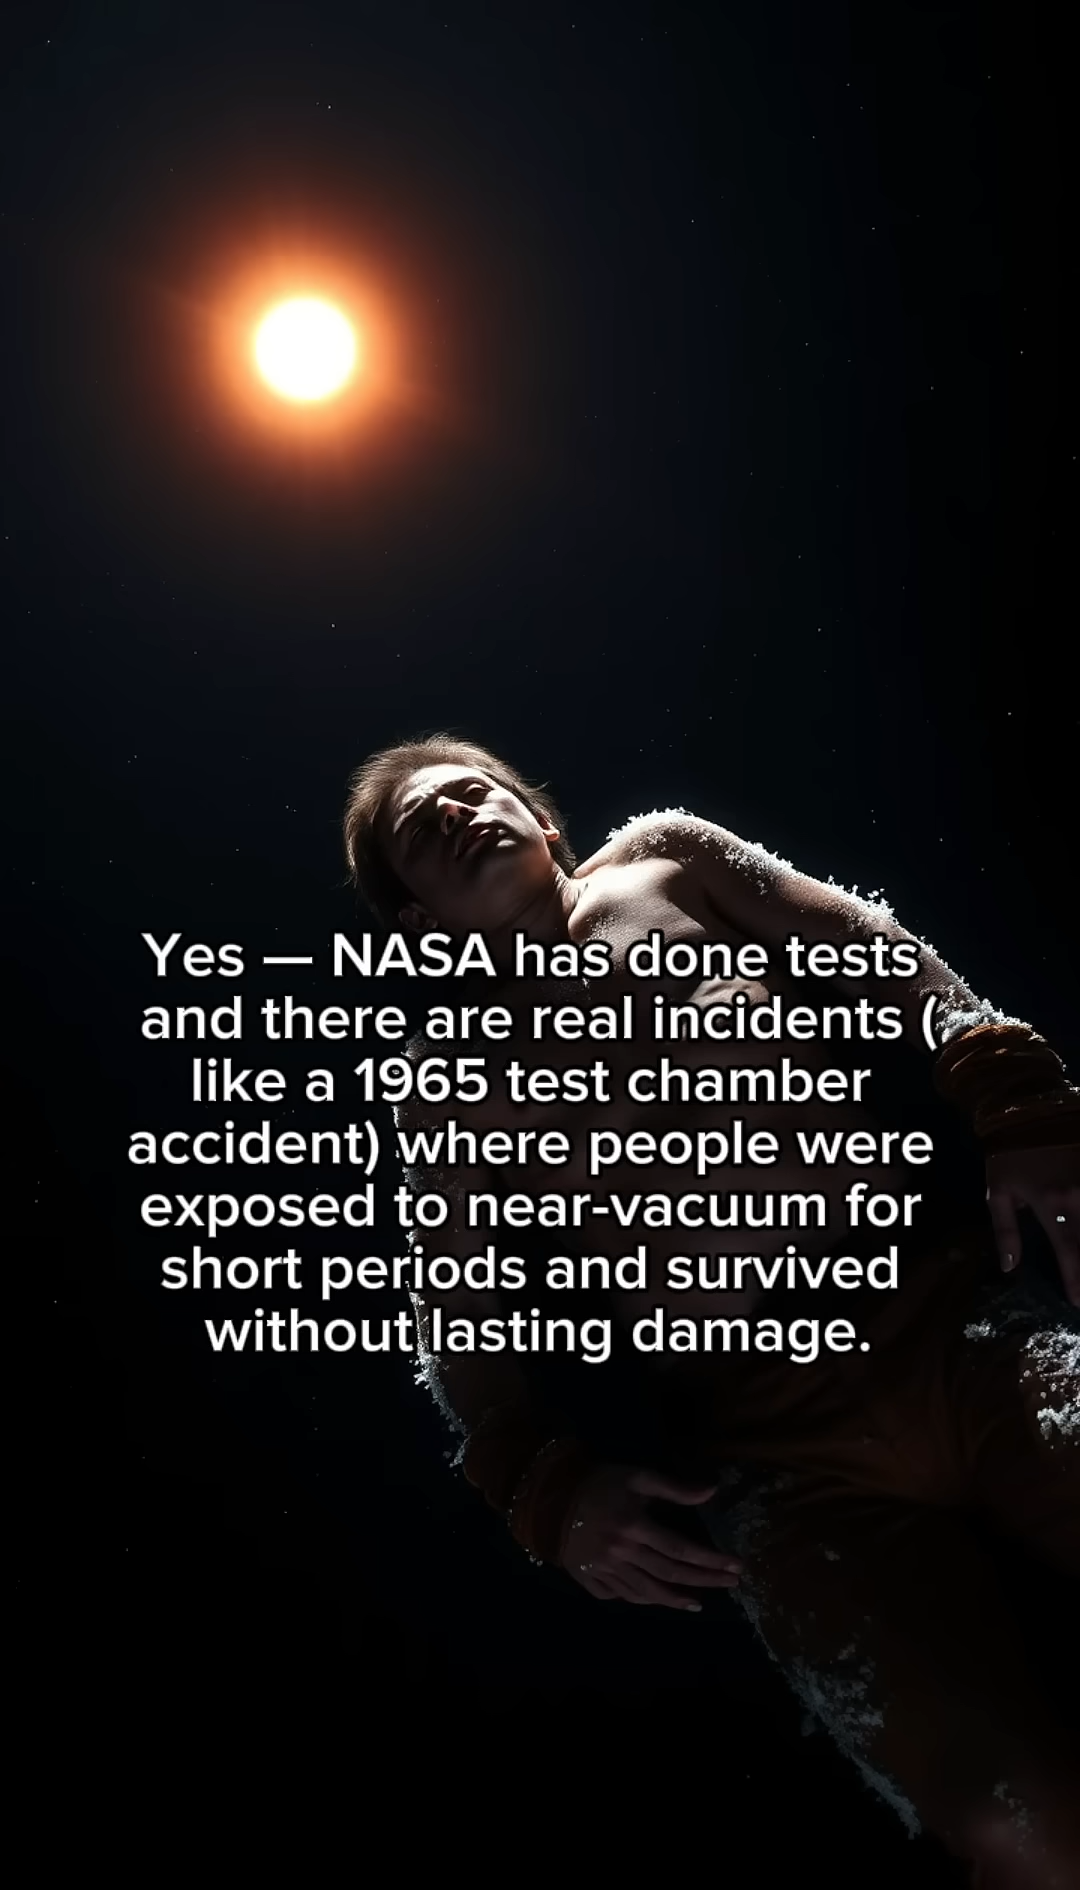 Yes — NASA has done tests
and there are real incidents (
like a 1965 test chamber
accident) where people were
exposed to near-vacuum for
short periods and survived
without lasting damage.